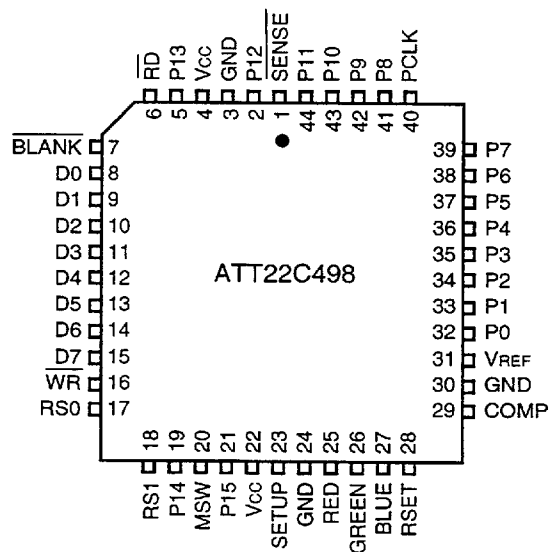 RD P13 VCC GND P12 SENSE P11 P10 P9 P8 PCLK
6 5 4 3 2 1 44 43 42 41 40
BLANK 7
D0 8
D1 9
D2 10
D3 11
D4 12
D5 13
D6 14
D7 15
WR 16
RS0 17
ATT22C498
39 P7
38 P6
37 P5
36 P4
35 P3
34 P2
33 P1
32 P0
31 VREF
30 GND
29 COMP
18 19 20 21 22 23 24 25 26 27 28
RS1 P14 MSW P15 VCC SETUP GND RED GREEN BLUE RSET